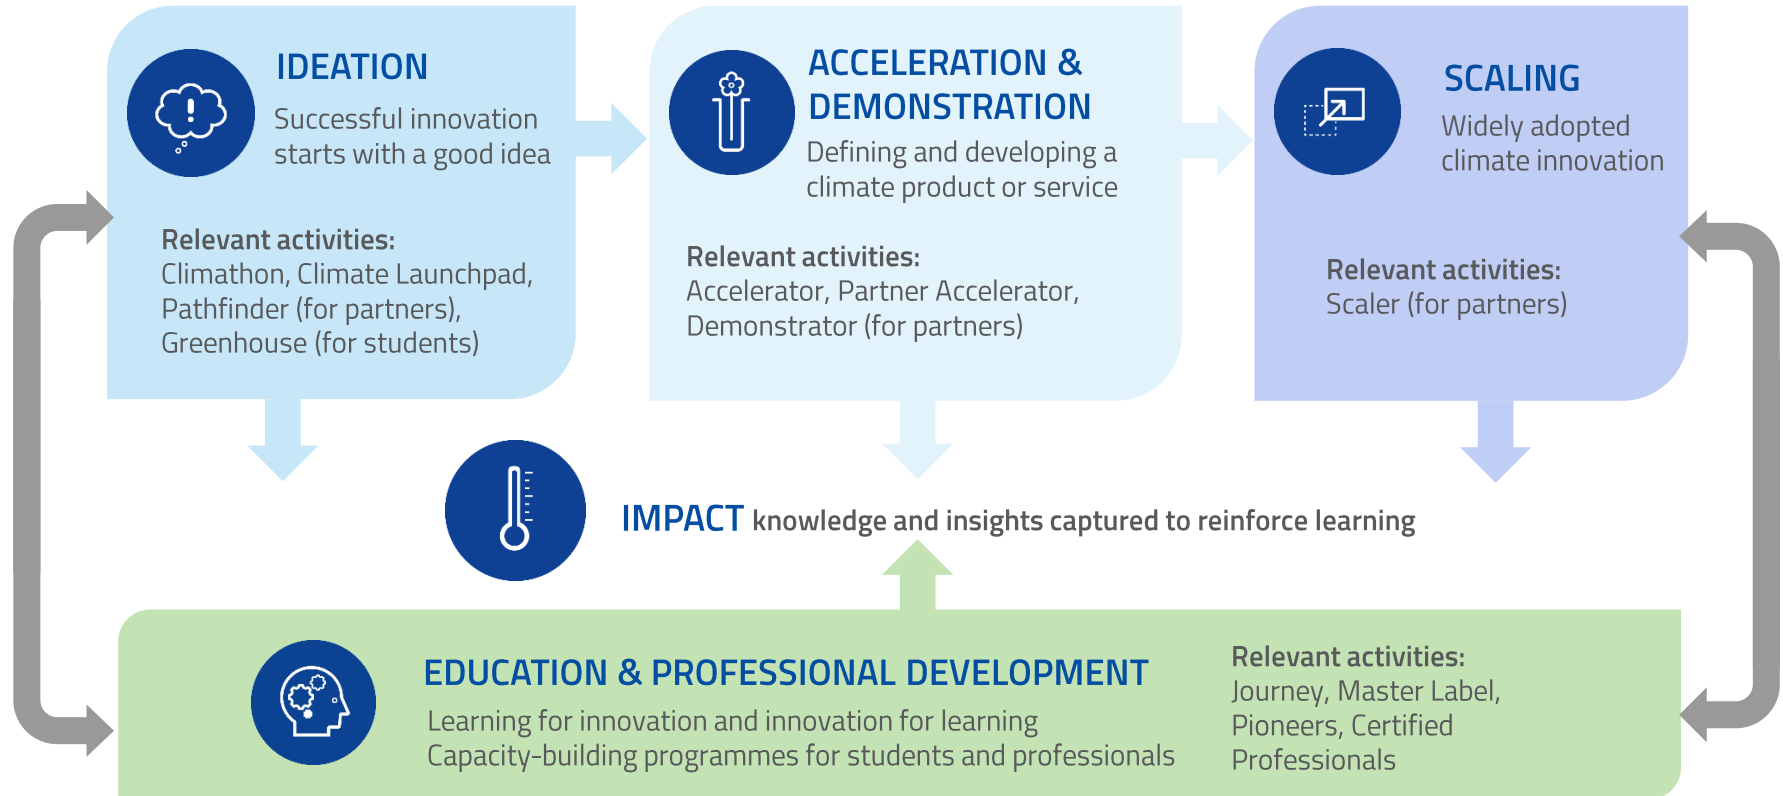 IDEATION
Successful innovation
starts with a good idea
Relevant activities:
Climathon, Climate Launchpad,
Pathfinder (for partners),
Greenhouse (for students)
ACCELERATION &
DEMONSTRATION
Defining and developing a
climate product or service
Relevant activities:
Accelerator, Partner Accelerator,
Demonstrator (for partners)
SCALING
Widely adopted
climate innovation
Relevant activities:
Scaler (for partners)
IMPACT knowledge and insights captured to reinforce learning
EDUCATION & PROFESSIONAL DEVELOPMENT
Learning for innovation and innovation for learning
Capacity-building programmes for students and professionals
Relevant activities:
Journey, Master Label,
Pioneers, Certified
Professionals